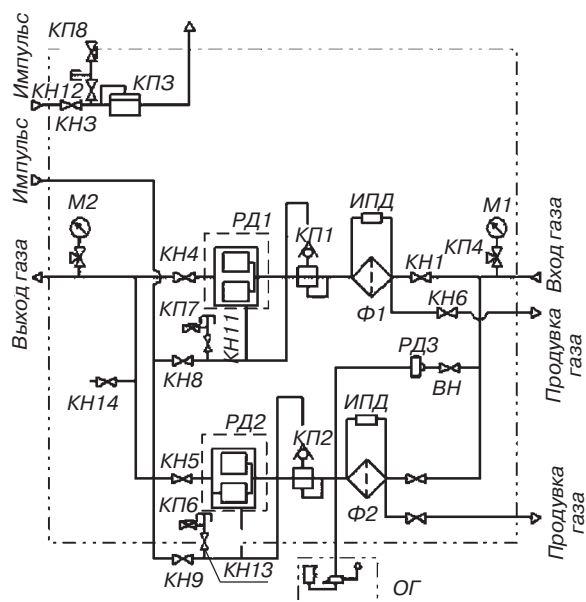 КП8
Импульс
КН12
КП3
КН3
Импульс
М2
РД1
КП1
ИПД
М1
КН4
КП4
КН1
Вход газа
Выход газа
КП7
КН11
КН6
Ф1
КН8
РД3
Продувка газа
КН14
ВН
РД2
КП2
ИПД
КН5
КП6
Ф2
Продувка газа
КН9
КН13
ОГ